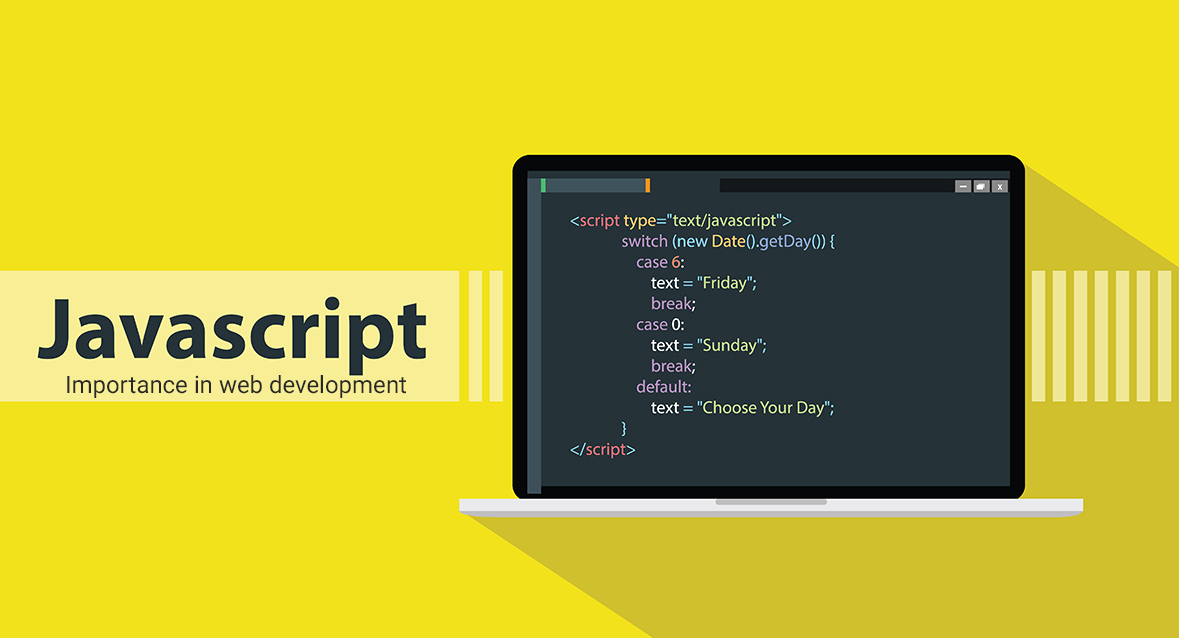 Javascript
Importance in web development
<script type="text/javascript">
switch (new Date().getDay()) {
case 6:
text = "Friday";
break;
case 0:
text = "Sunday";
break;
default:
text = "Choose Your Day";
}
</script>